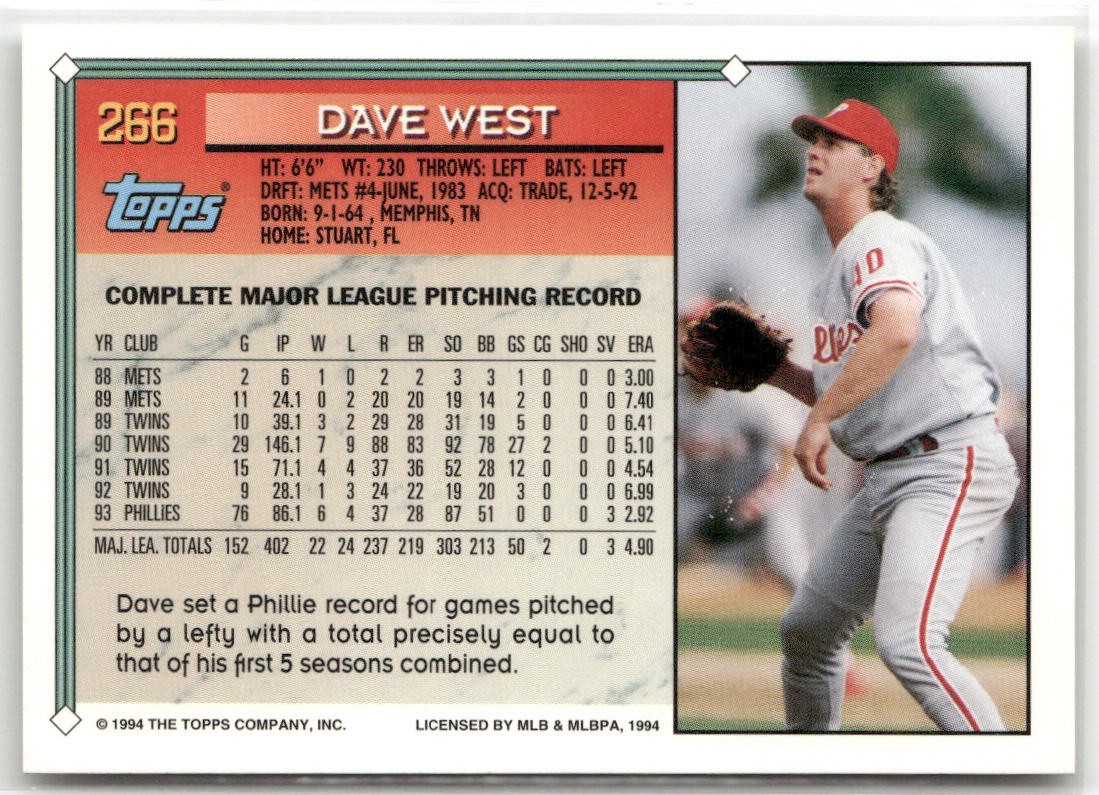 266
DAVE WEST
Topps®
HT: 6'6" WT: 230 THROWS: LEFT BATS: LEFT
DRFT: METS #4-JUNE, 1983 ACQ: TRADE, 12-5-92
BORN: 9-1-64 , MEMPHIS, TN
HOME: STUART, FL
COMPLETE MAJOR LEAGUE PITCHING RECORD
YR CLUB G IP W L R ER SO BB GS CG SHO SV ERA
88 METS 2 6 1 0 2 2 3 3 1 0 0 0 3.00
89 METS 11 24.1 0 2 20 20 19 14 2 0 0 0 7.40
89 TWINS 10 39.1 3 2 29 28 31 19 5 0 0 0 6.41
90 TWINS 29 146.1 7 9 88 83 92 78 27 2 0 0 5.10
91 TWINS 15 71.1 4 4 37 36 52 28 12 0 0 0 4.54
92 TWINS 9 28.1 1 3 24 22 19 20 3 0 0 0 6.99
93 PHILLIES 76 86.1 6 4 37 28 87 51 0 0 0 3 2.92
MAJ. LEA. TOTALS 152 402 22 24 237 219 303 213 50 2 0 3 4.90
Dave set a Phillie record for games pitched
by a lefty with a total precisely equal to
that of his first 5 seasons combined.
© 1994 THE TOPPS COMPANY, INC. LICENSED BY MLB & MLBPA, 1994
P
10